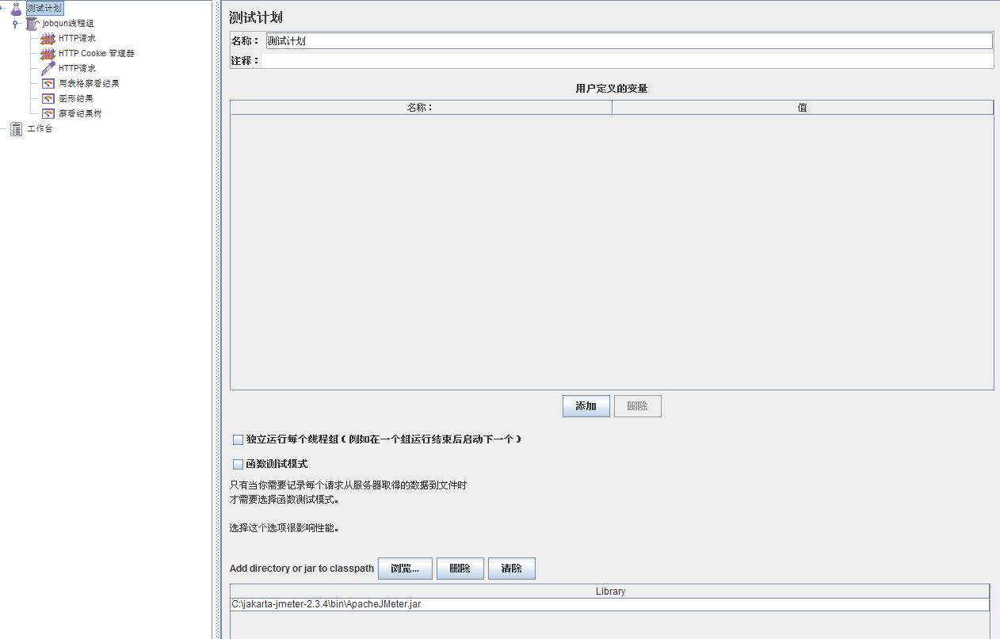 测试计划
jobqun线程组
HTTP请求
HTTP Cookie 管理器
HTTP请求
用表格察看结果
图形结果
察看结果树
工作台
测试计划
名称： 测试计划
注释：
用户定义的变量
名称： 值
添加 删除
独立运行每个线程组（例如在一个组运行结束后启动下一个）
函数测试模式
只有当你需要记录每个请求从服务器取得的数据到文件时
才需要选择函数测试模式。
选择这个选项很影响性能。
Add directory or jar to classpath 浏览... 删除 清除
Library
C:\jakarta-jmeter-2.3.4\bin\ApacheJMeter.jar